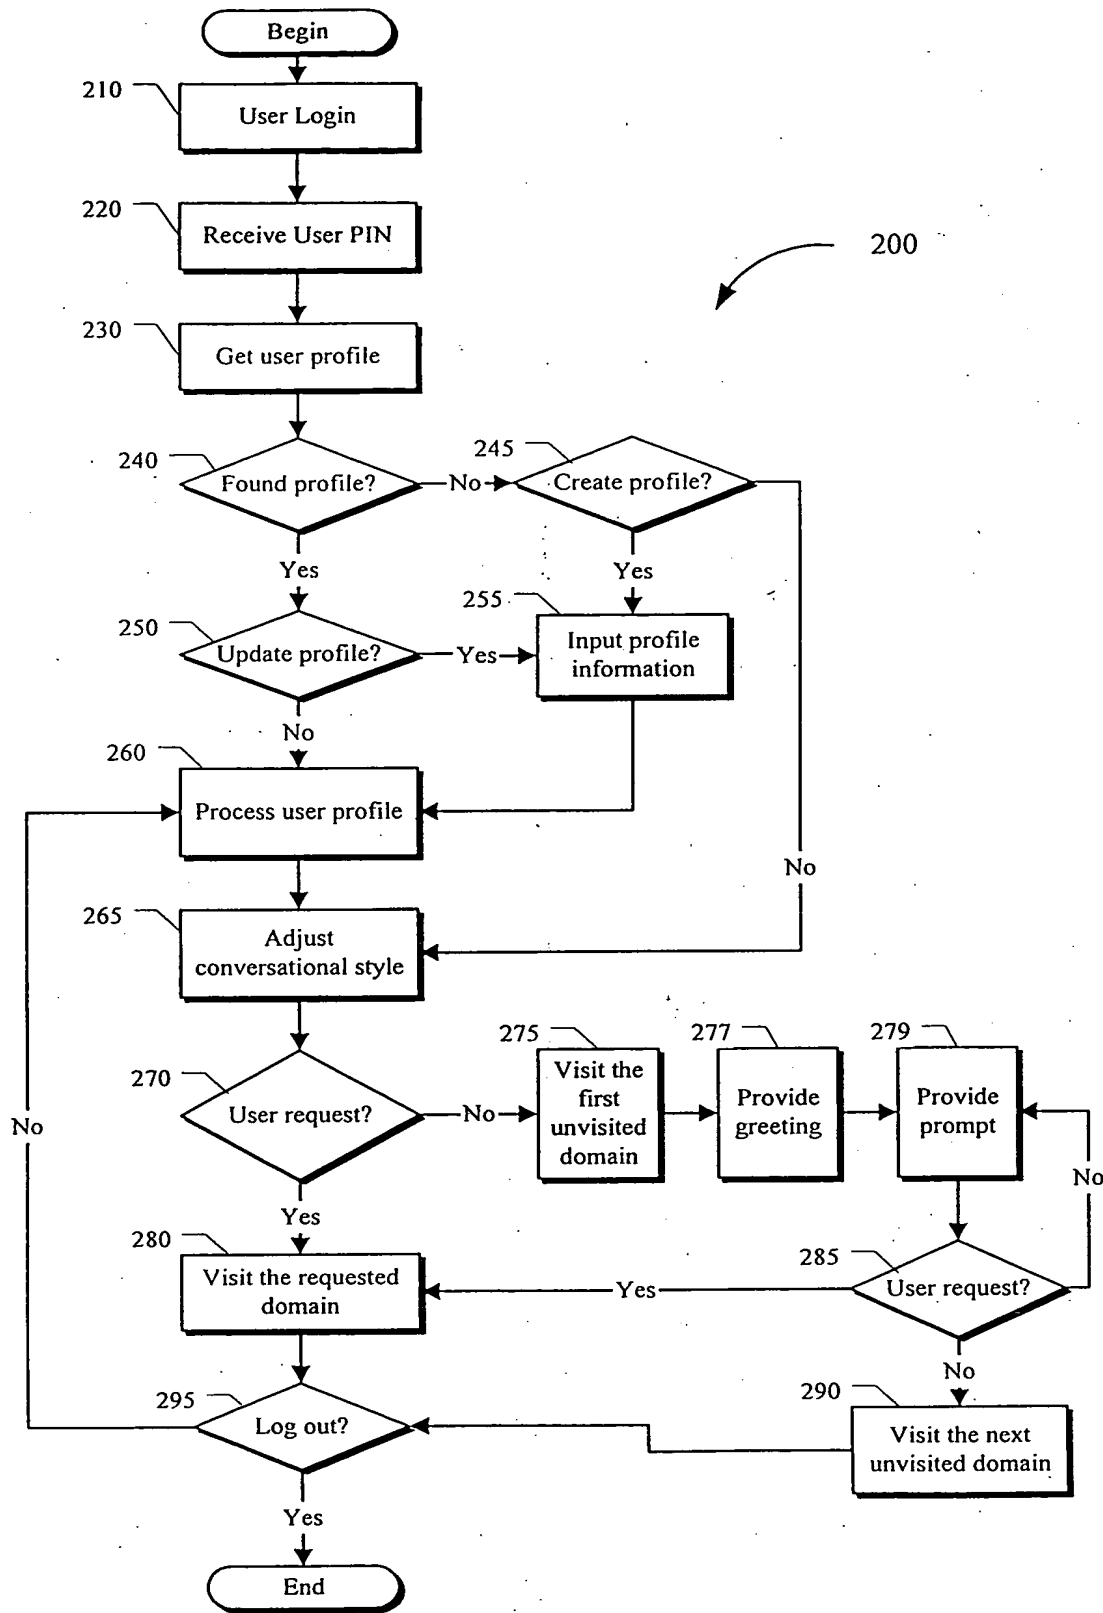 Begin
210
User Login
220
Receive User PIN
200
230
Get user profile
240
Found profile?
No
245
Create profile?
Yes
Yes
250
Update profile?
Yes
255
Input profile
information
No
260
Process user profile
No
265
Adjust
conversational style
270
User request?
No
275
Visit the
first
unvisited
domain
277
Provide
greeting
279
Provide
prompt
No
No
Yes
280
Visit the requested
domain
Yes
285
User request?
No
290
Visit the next
unvisited domain
295
Log out?
Yes
End